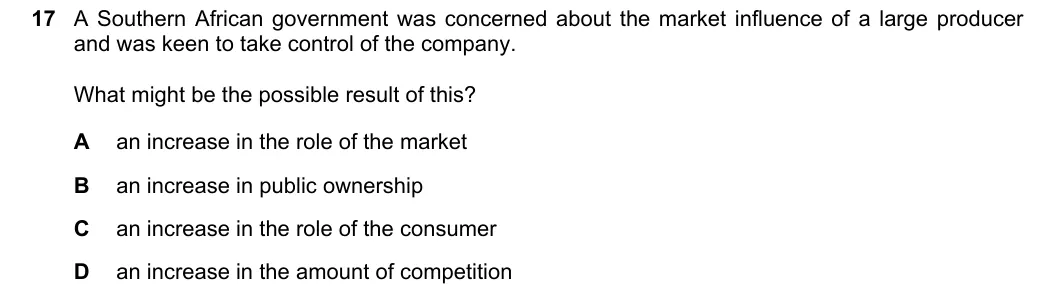 17 A Southern African government was concerned about the market influence of a large producer
and was keen to take control of the company.
What might be the possible result of this?
A an increase in the role of the market
B an increase in public ownership
C an increase in the role of the consumer
D an increase in the amount of competition